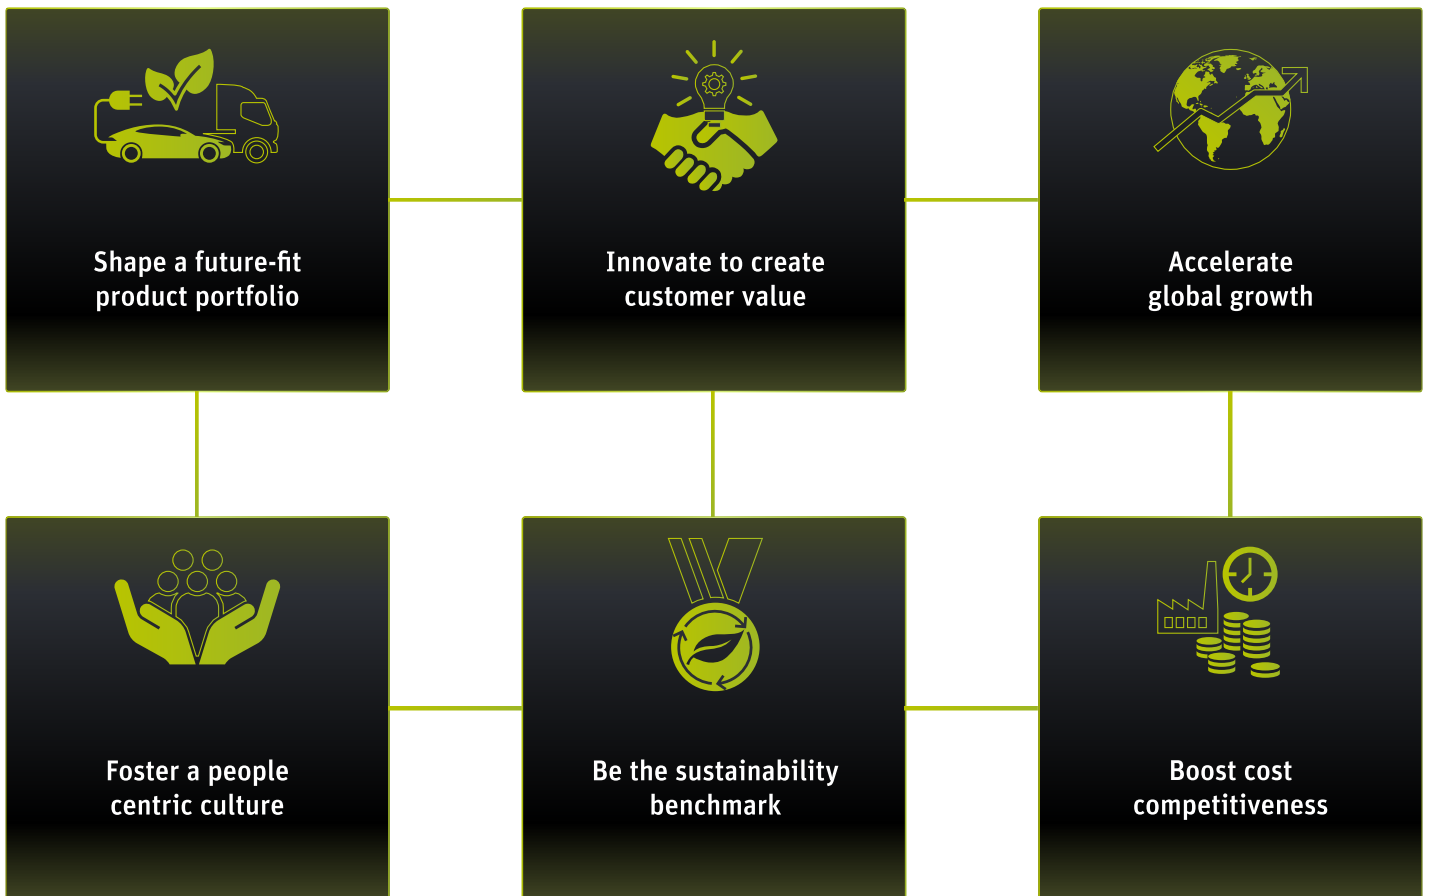 Shape a future-fit
product portfolio
Innovate to create
customer value
Accelerate
global growth
Foster a people
centric culture
Be the sustainability
benchmark
Boost cost
competitiveness